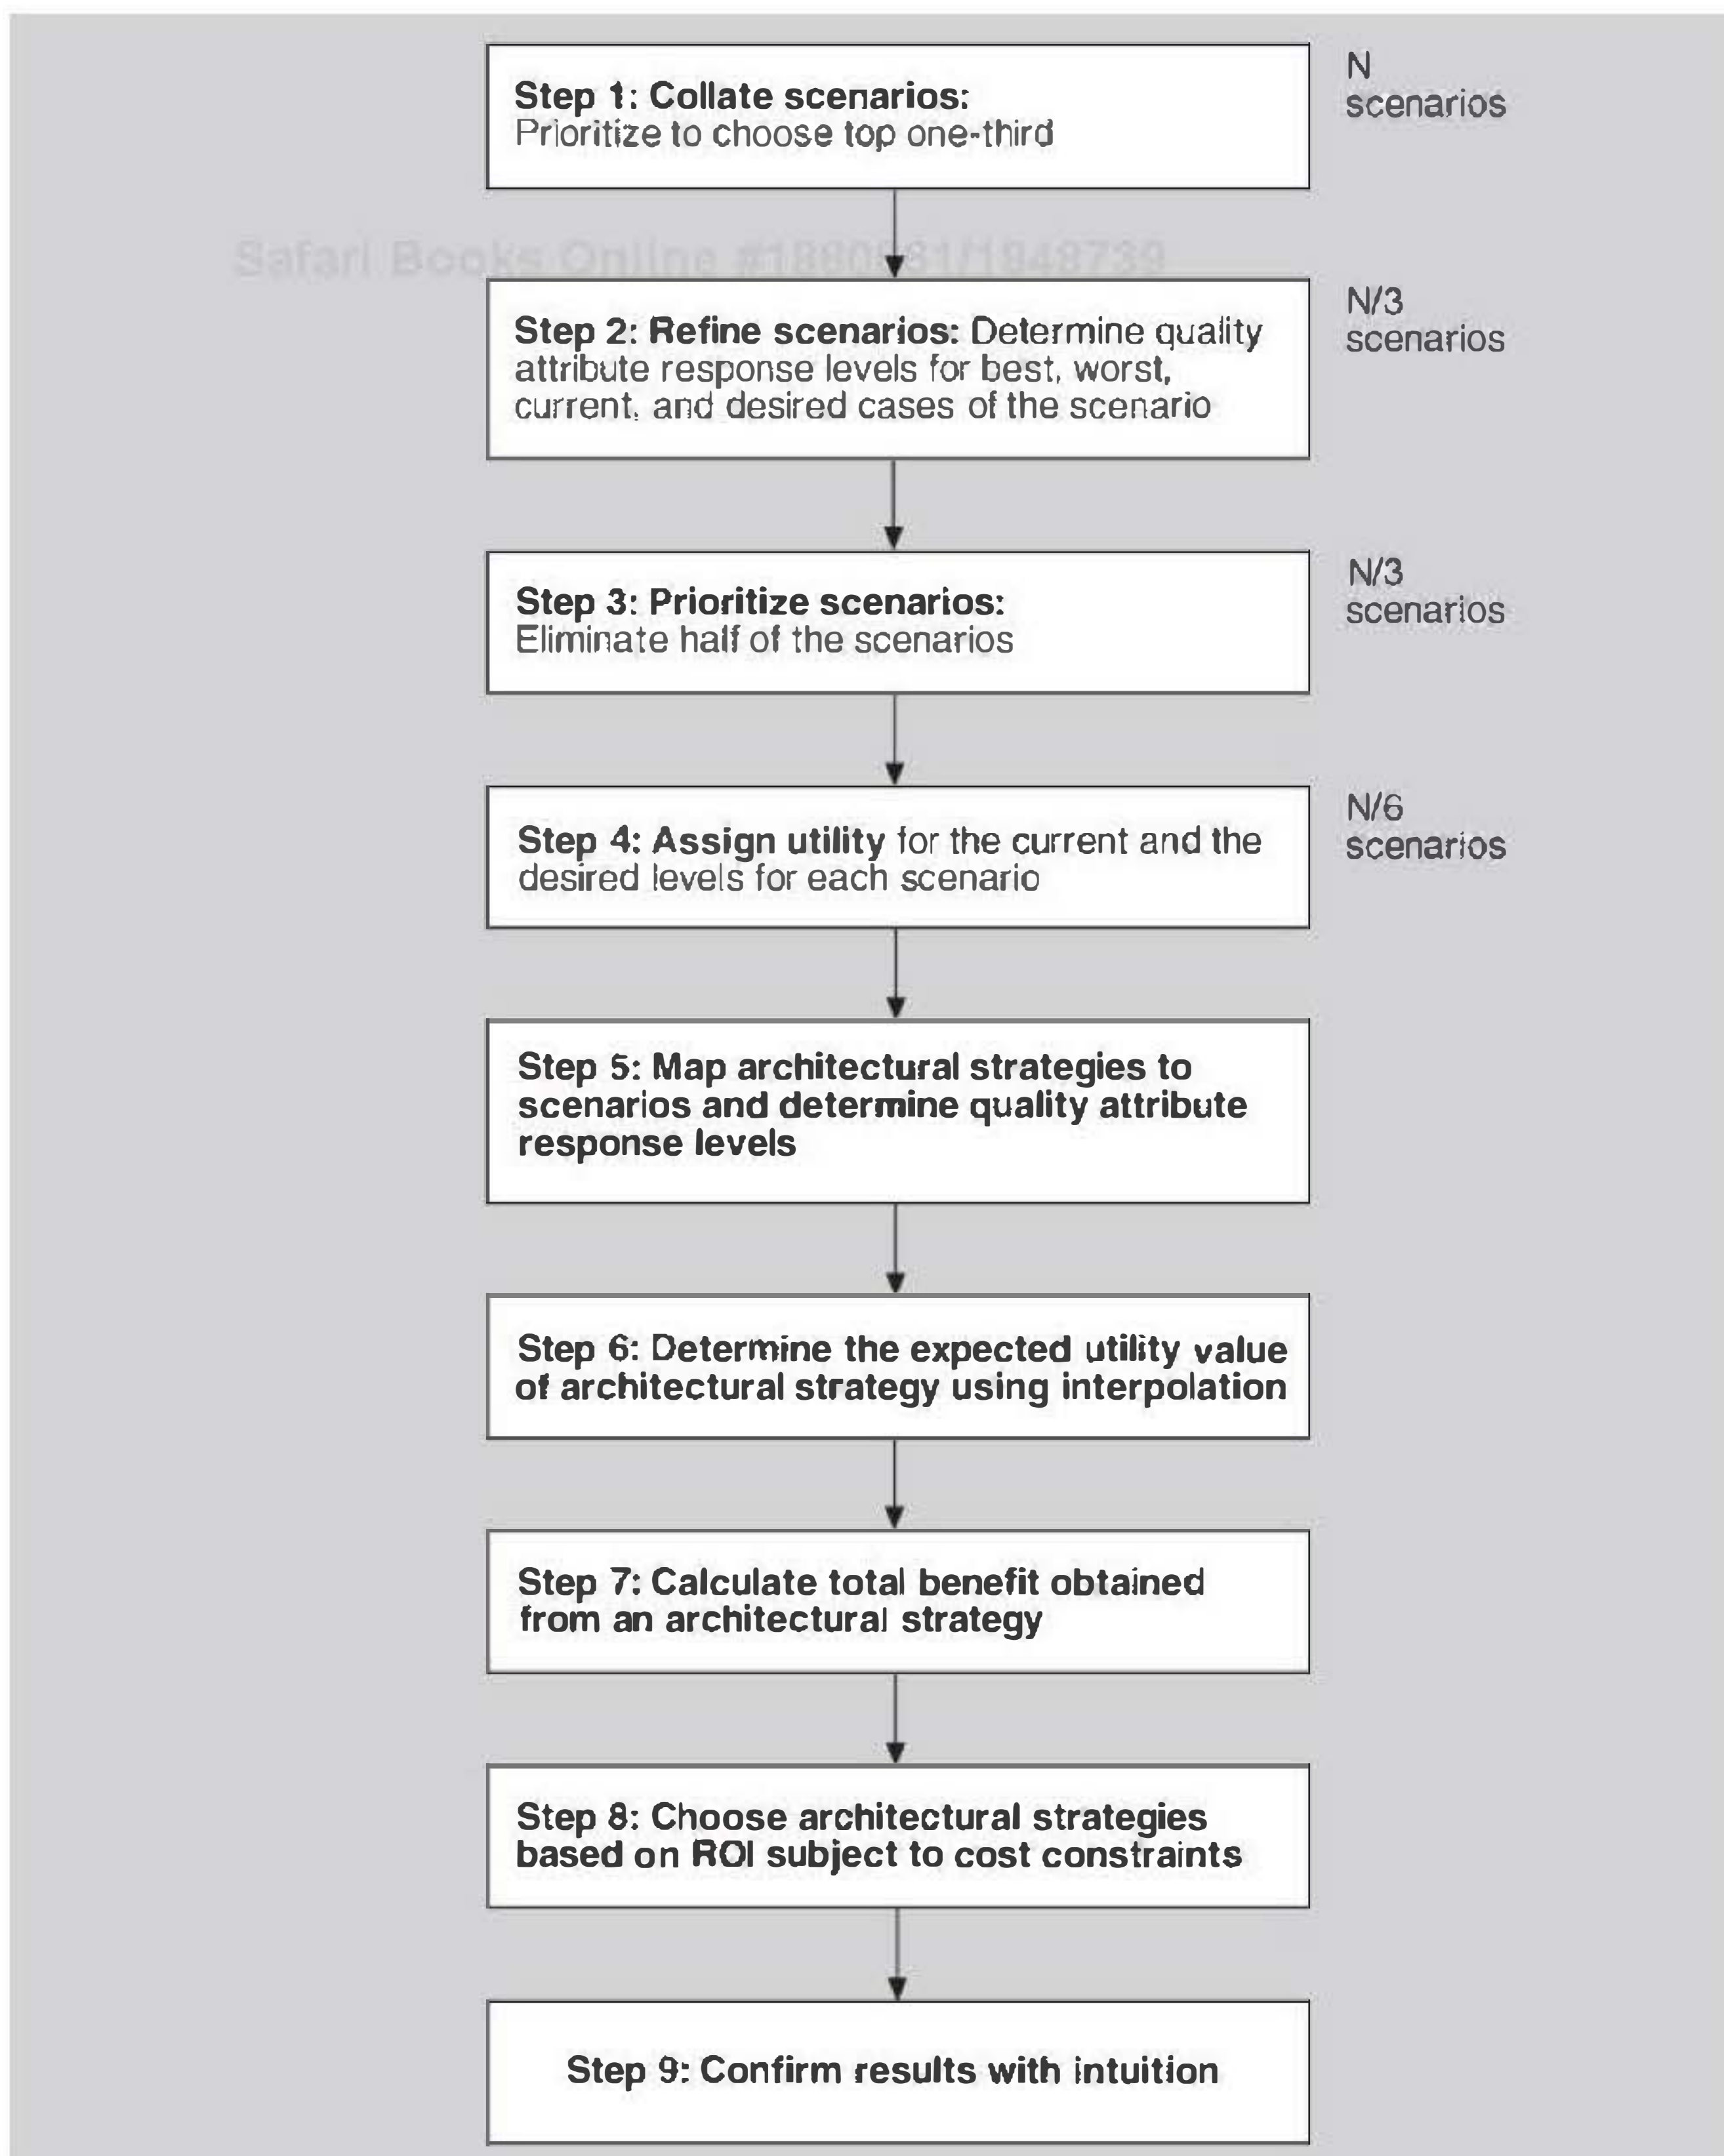 Step 1: Collate scenarios:
Prioritize to choose top one-third
N
scenarios
Safari Books Online #1880931/1948739
Step 2: Refine scenarios: Determine quality
attribute response levels for best, worst,
current, and desired cases of the scenario
N/3
scenarios
Step 3: Prioritize scenarios:
Eliminate half of the scenarios
N/3
scenarios
Step 4: Assign utility for the current and the
desired levels for each scenario
N/6
scenarios
Step 5: Map architectural strategies to
scenarios and determine quality attribute
response levels
Step 6: Determine the expected utility value
of architectural strategy using interpolation
Step 7: Calculate total benefit obtained
from an architectural strategy
Step 8: Choose architectural strategies
based on ROI subject to cost constraints
Step 9: Confirm results with intuition